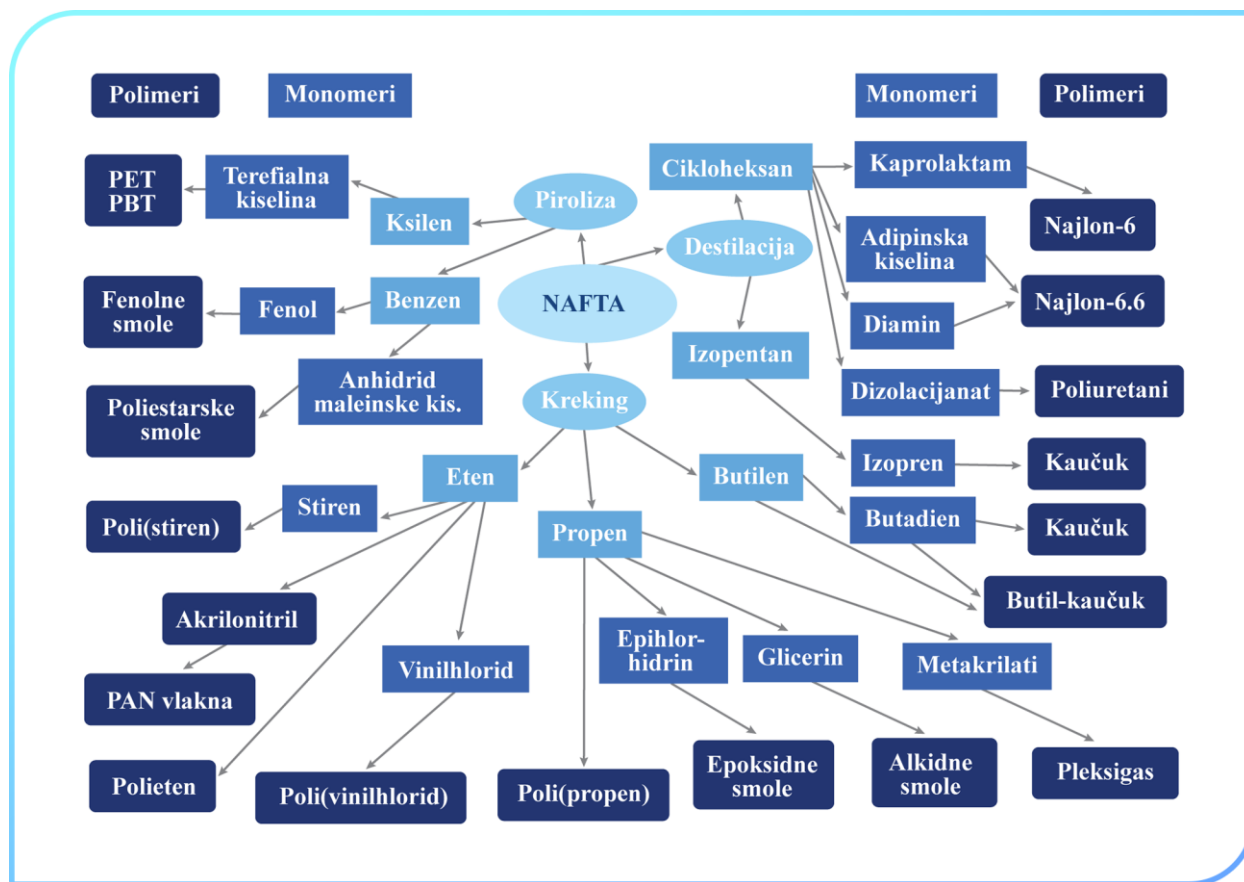 Polimeri
Monomeri
Monomeri
Polimeri
PET
PBT
Terefialna
kiselina
Ksilen
Piroliza
Cikloheksan
Kaprolaktam
Najlon-6
Destilacija
Adipinska
kiselina
Fenolne
smole
Fenol
Benzen
NAFTA
Diamin
Najlon-6.6
Izopentan
Anhidrid
maleinske kis.
Kreking
Dizolacijanat
Poliuretani
Poliestarske
smole
Eten
Butilen
Izopren
Kaučuk
Poli(stiren)
Stiren
Propen
Butadien
Kaučuk
Butil-kaučuk
Akrilonitril
Vinilhlorid
Epihlor-
hidrin
Glicerin
Metakrilati
PAN vlakna
Polieten
Poli(vinilhlorid)
Poli(propen)
Epoksidne
smole
Alkidne
smole
Pleksigas